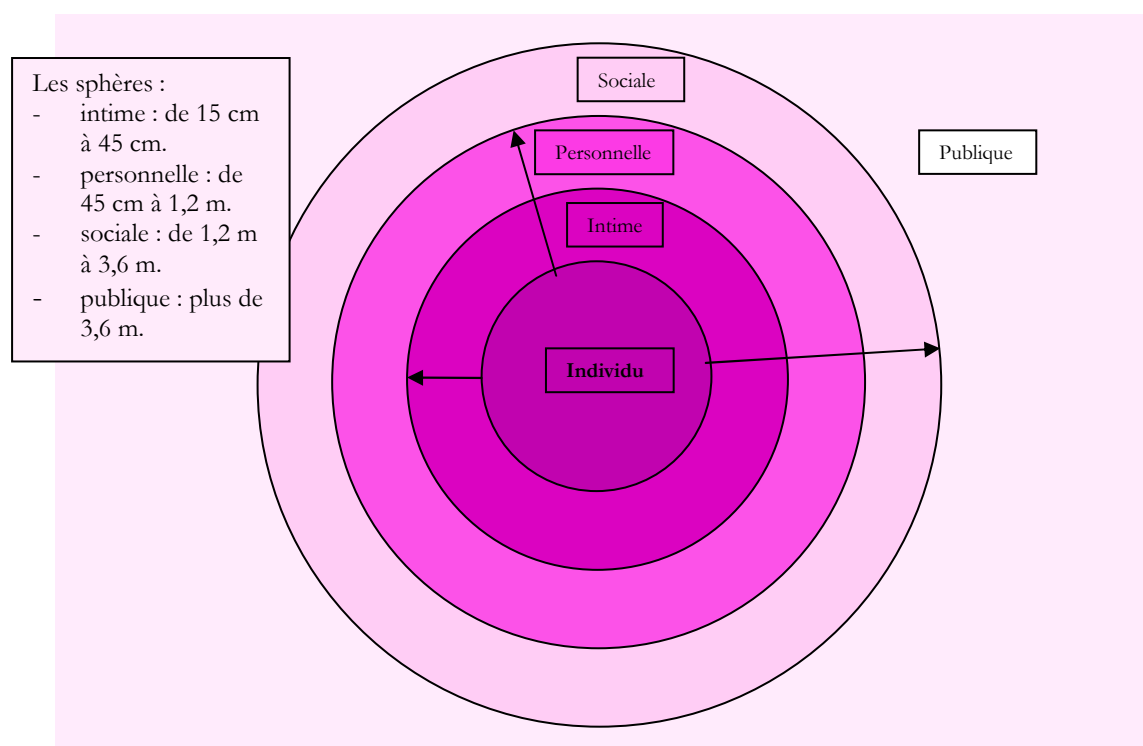 Les sphères :
- intime : de 15 cm
à 45 cm.
- personnelle : de
45 cm à 1,2 m.
- sociale : de 1,2 m
à 3,6 m.
- publique : plus de
3,6 m.
Sociale
Personnelle
Publique
Intime
Individu